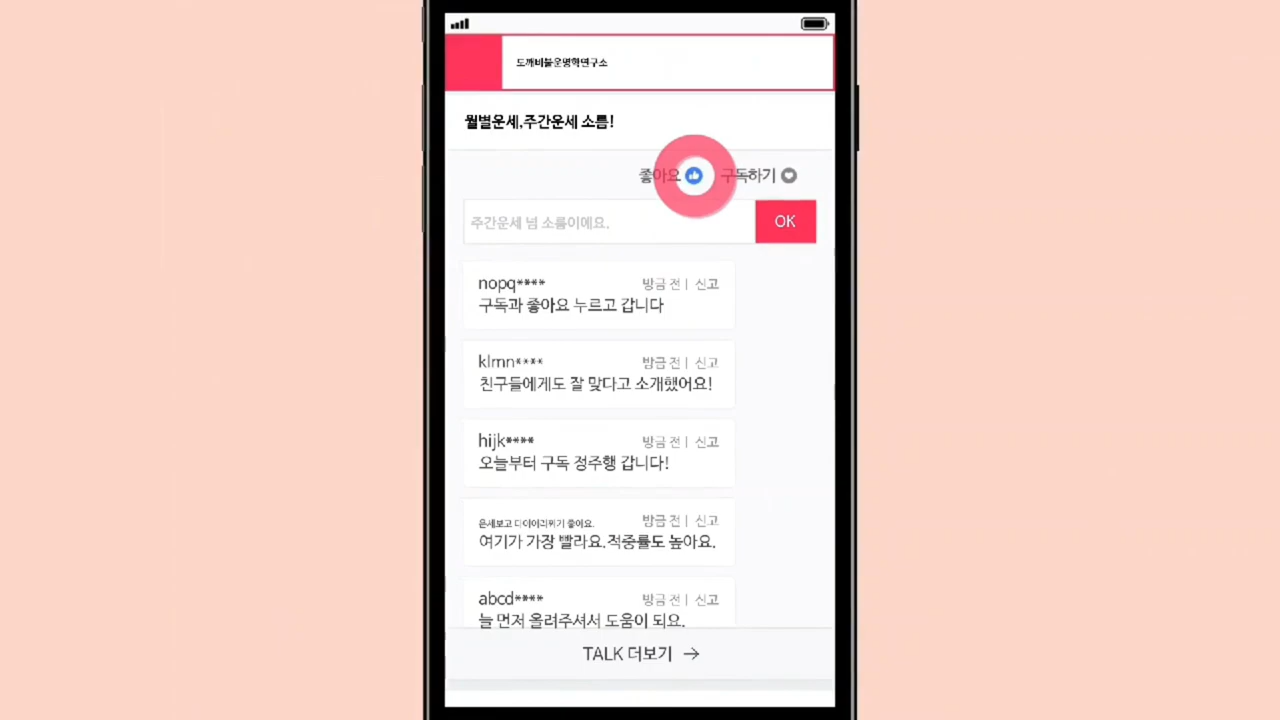 도깨비불운명학연구소
월별운세,주간운세 소름!
좋아요 구독하기
주간운세 넘 소름이에요. OK
nopq**** 방금 전 | 신고
구독과 좋아요 누르고 갑니다
klmn**** 방금 전 | 신고
친구들에게도 잘 맞다고 소개했어요!
hijk**** 방금 전 | 신고
오늘부터 구독 정주행 갑니다!
운세보고 다이어리뀌기 좋아요. 방금 전 | 신고
여기가 가장 빨라요.적중률도 높아요.
abcd**** 방금 전 | 신고
늘 먼저 올려주셔서 도움이 되요.
TALK 더보기 →